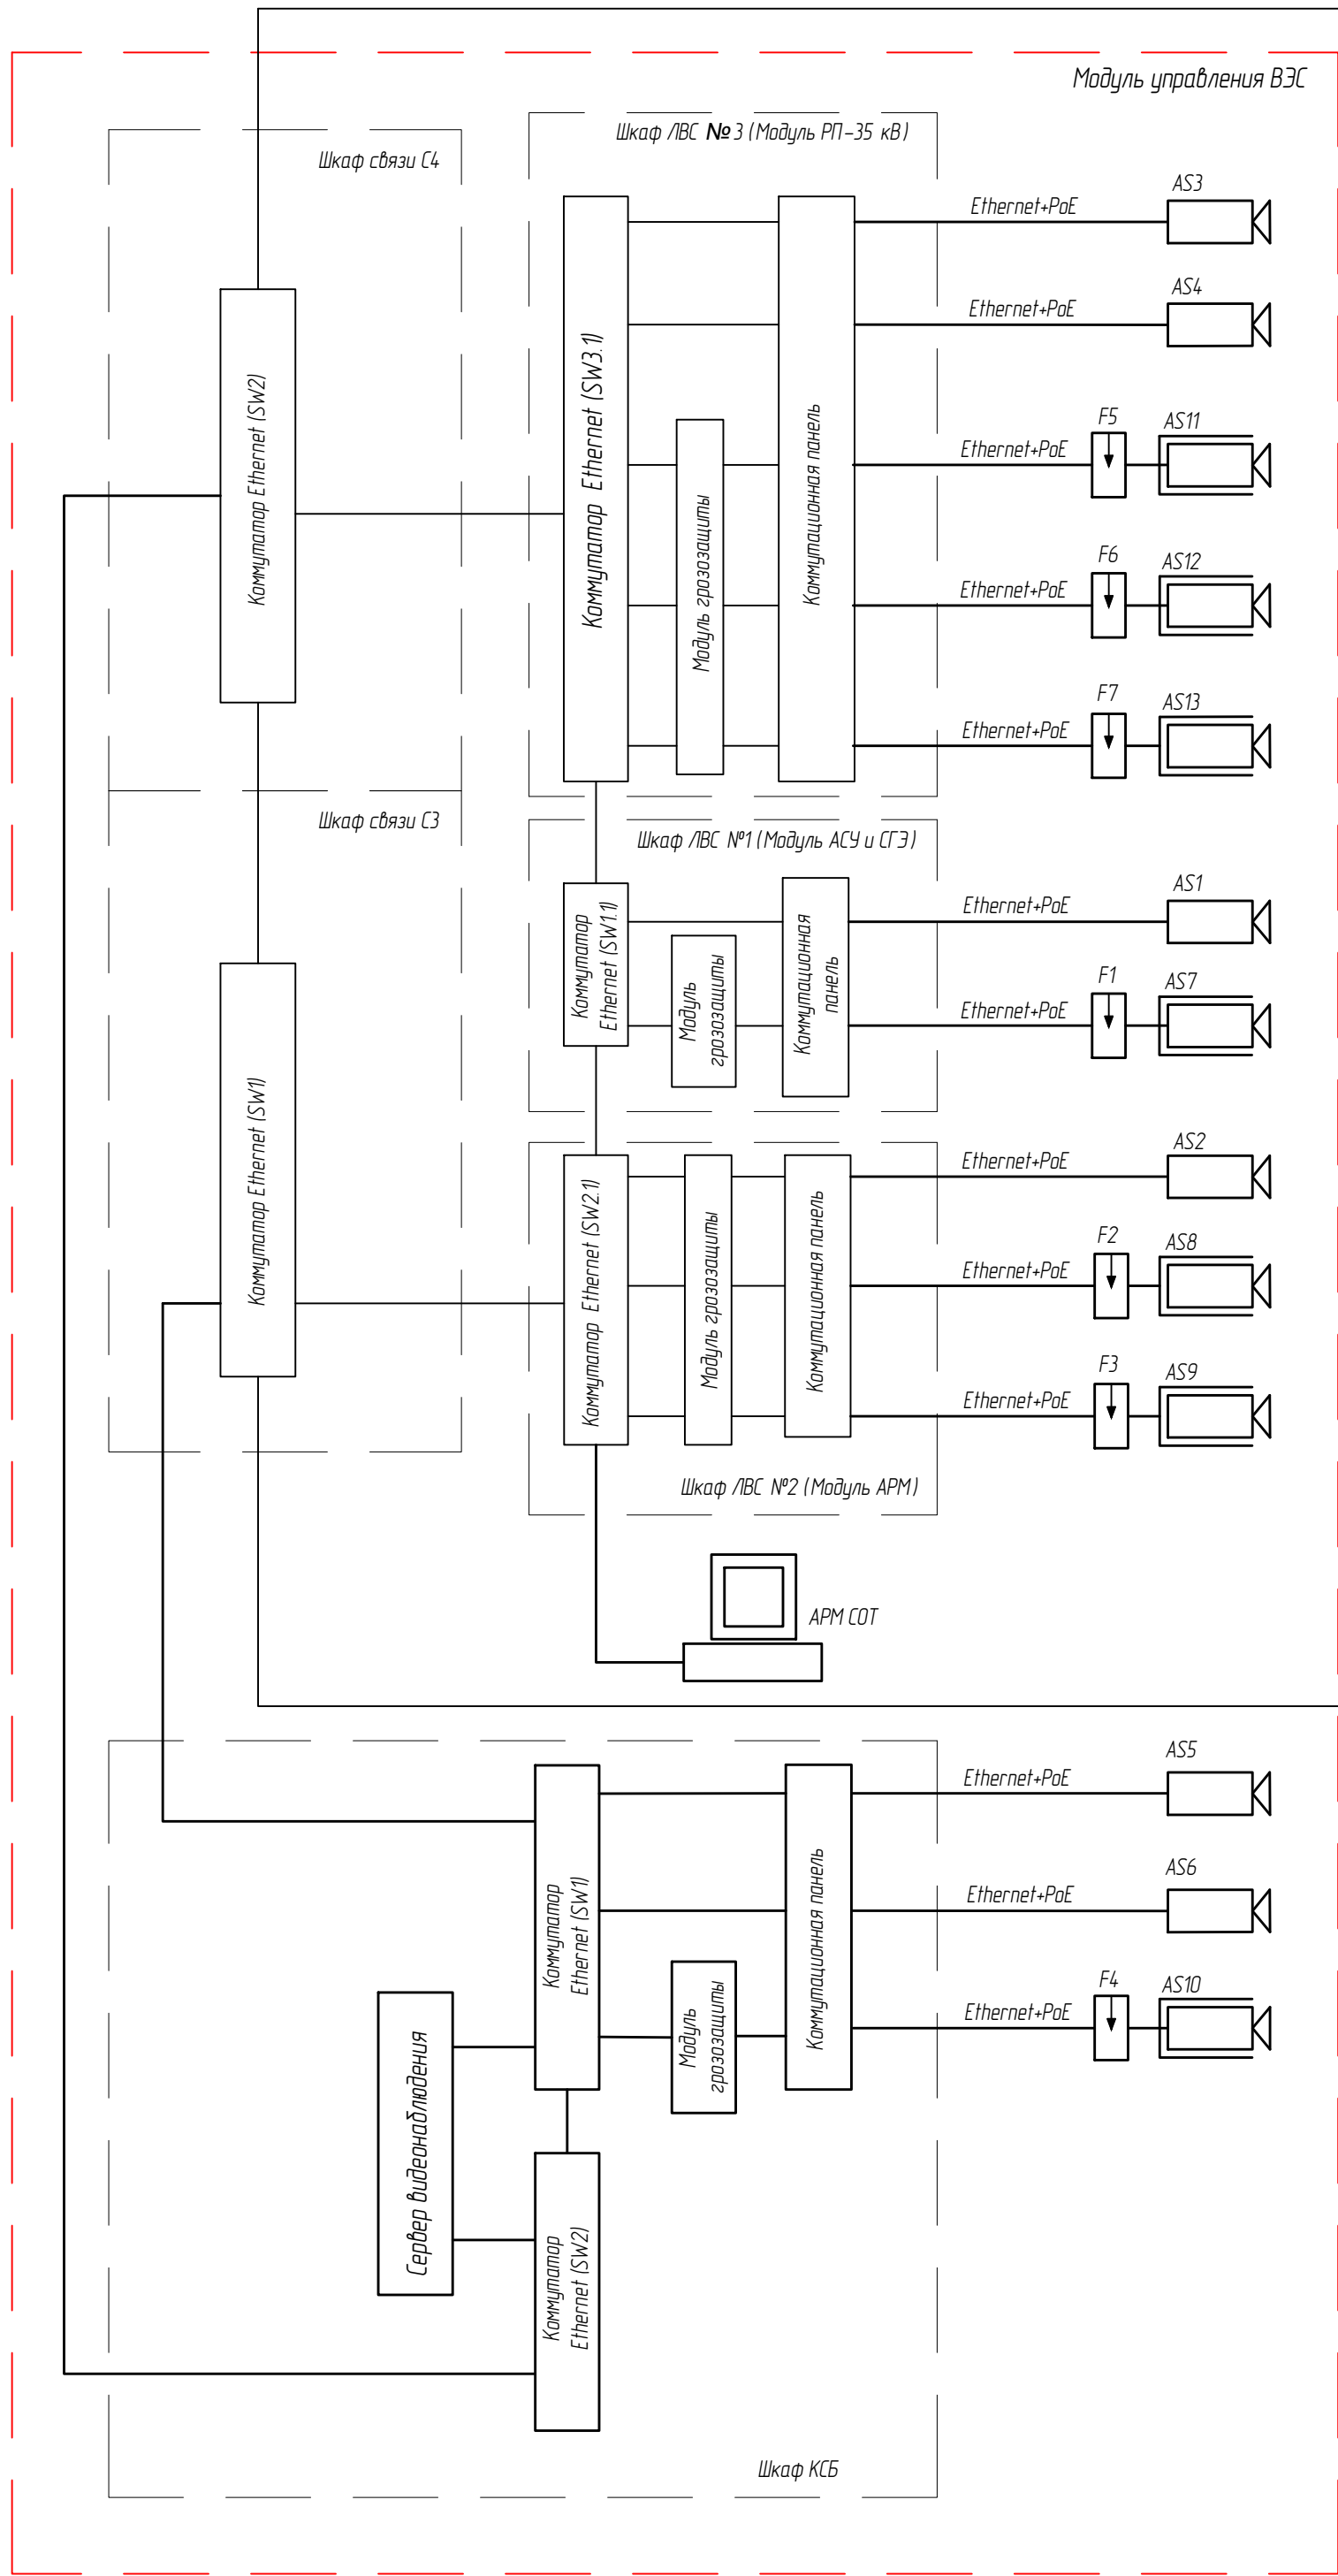 Модуль управления ВЭС
Шкаф связи С4
Коммутатор Ethernet (SW2)
Шкаф ЛВС №3 (Модуль РП-35 кВ)
Коммутатор Ethernet (SW3.1)
Модуль грозозащиты
Коммутационная панель
Ethernet+PoE
AS3
Ethernet+PoE
AS4
Ethernet+PoE
F5
AS11
Ethernet+PoE
F6
AS12
Ethernet+PoE
F7
AS13
Шкаф связи С3
Коммутатор Ethernet (SW1)
Шкаф ЛВС №1 (Модуль АСУ и СГЭ)
Коммутатор
Ethernet (SW1.1)
Модуль
грозозащиты
Коммутационная
панель
Ethernet+PoE
AS1
Ethernet+PoE
F1
AS7
Коммутатор Ethernet (SW2.1)
Модуль грозозащиты
Коммутационная панель
Ethernet+PoE
AS2
Ethernet+PoE
F2
AS8
Ethernet+PoE
F3
AS9
Шкаф ЛВС №2 (Модуль АРМ)
АРМ СОТ
Коммутатор
Ethernet (SW1)
Модуль
грозозащиты
Коммутационная панель
Ethernet+PoE
AS5
Ethernet+PoE
AS6
Ethernet+PoE
F4
AS10
Сервер видеонаблюдения
Коммутатор
Ethernet (SW2)
Шкаф КСБ